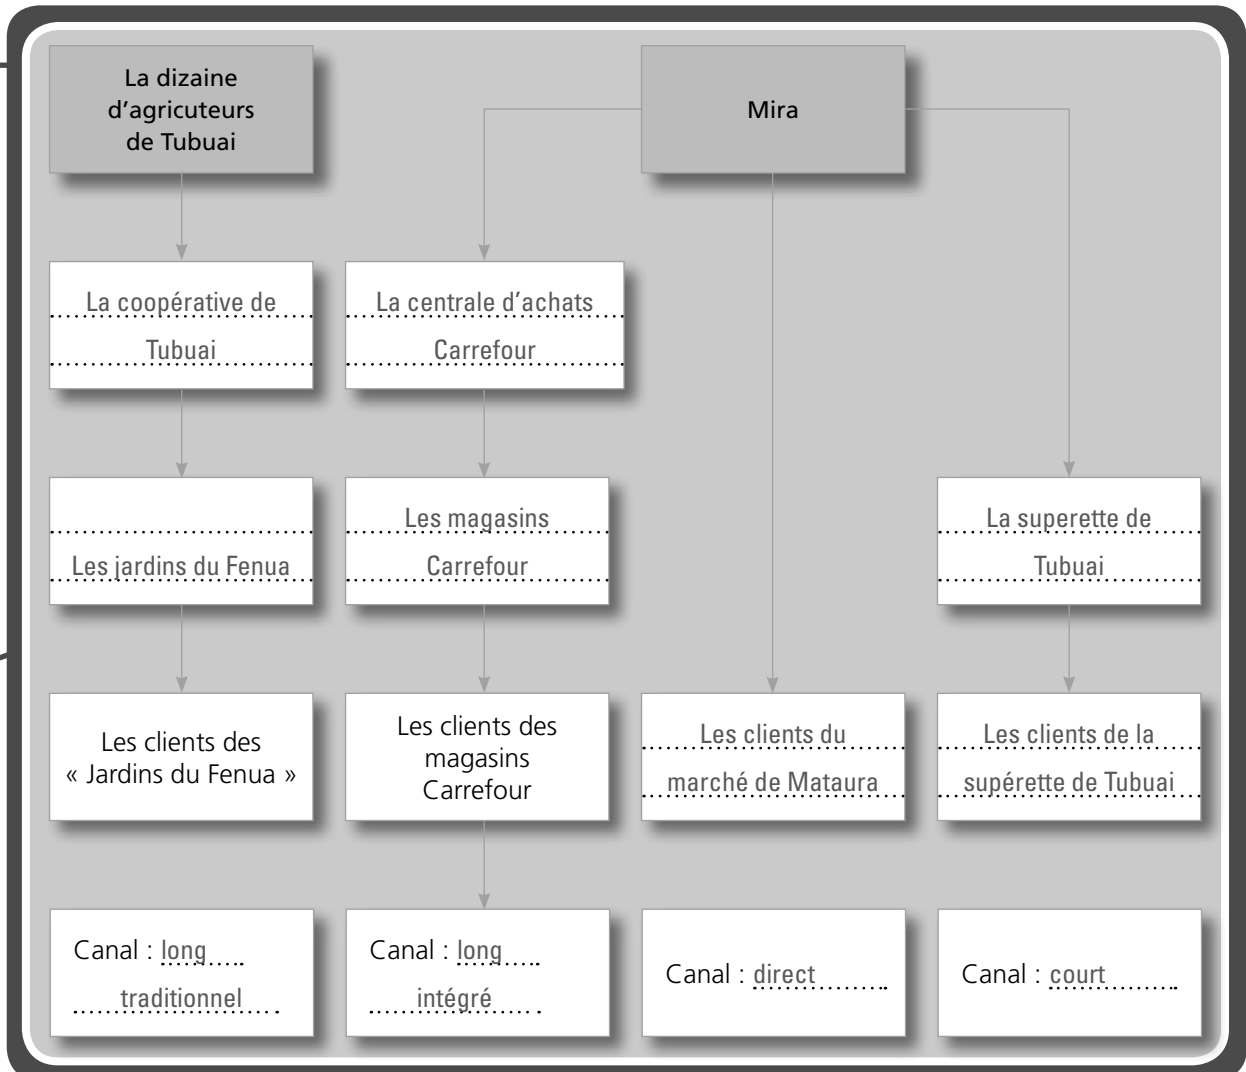 La dizaine
d'agricuteurs
de Tubuai
Mira
La coopérative de
Tubuai
La centrale d'achats
Carrefour
Les jardins du Fenua
Les magasins
Carrefour
La superette de
Tubuai
Les clients des
« Jardins du Fenua »
Les clients des
magasins
Carrefour
Les clients du
marché de Mataura
Les clients de la
supérette de Tubuai
Canal : long
traditionnel
Canal : long
intégré
Canal : direct
Canal : court